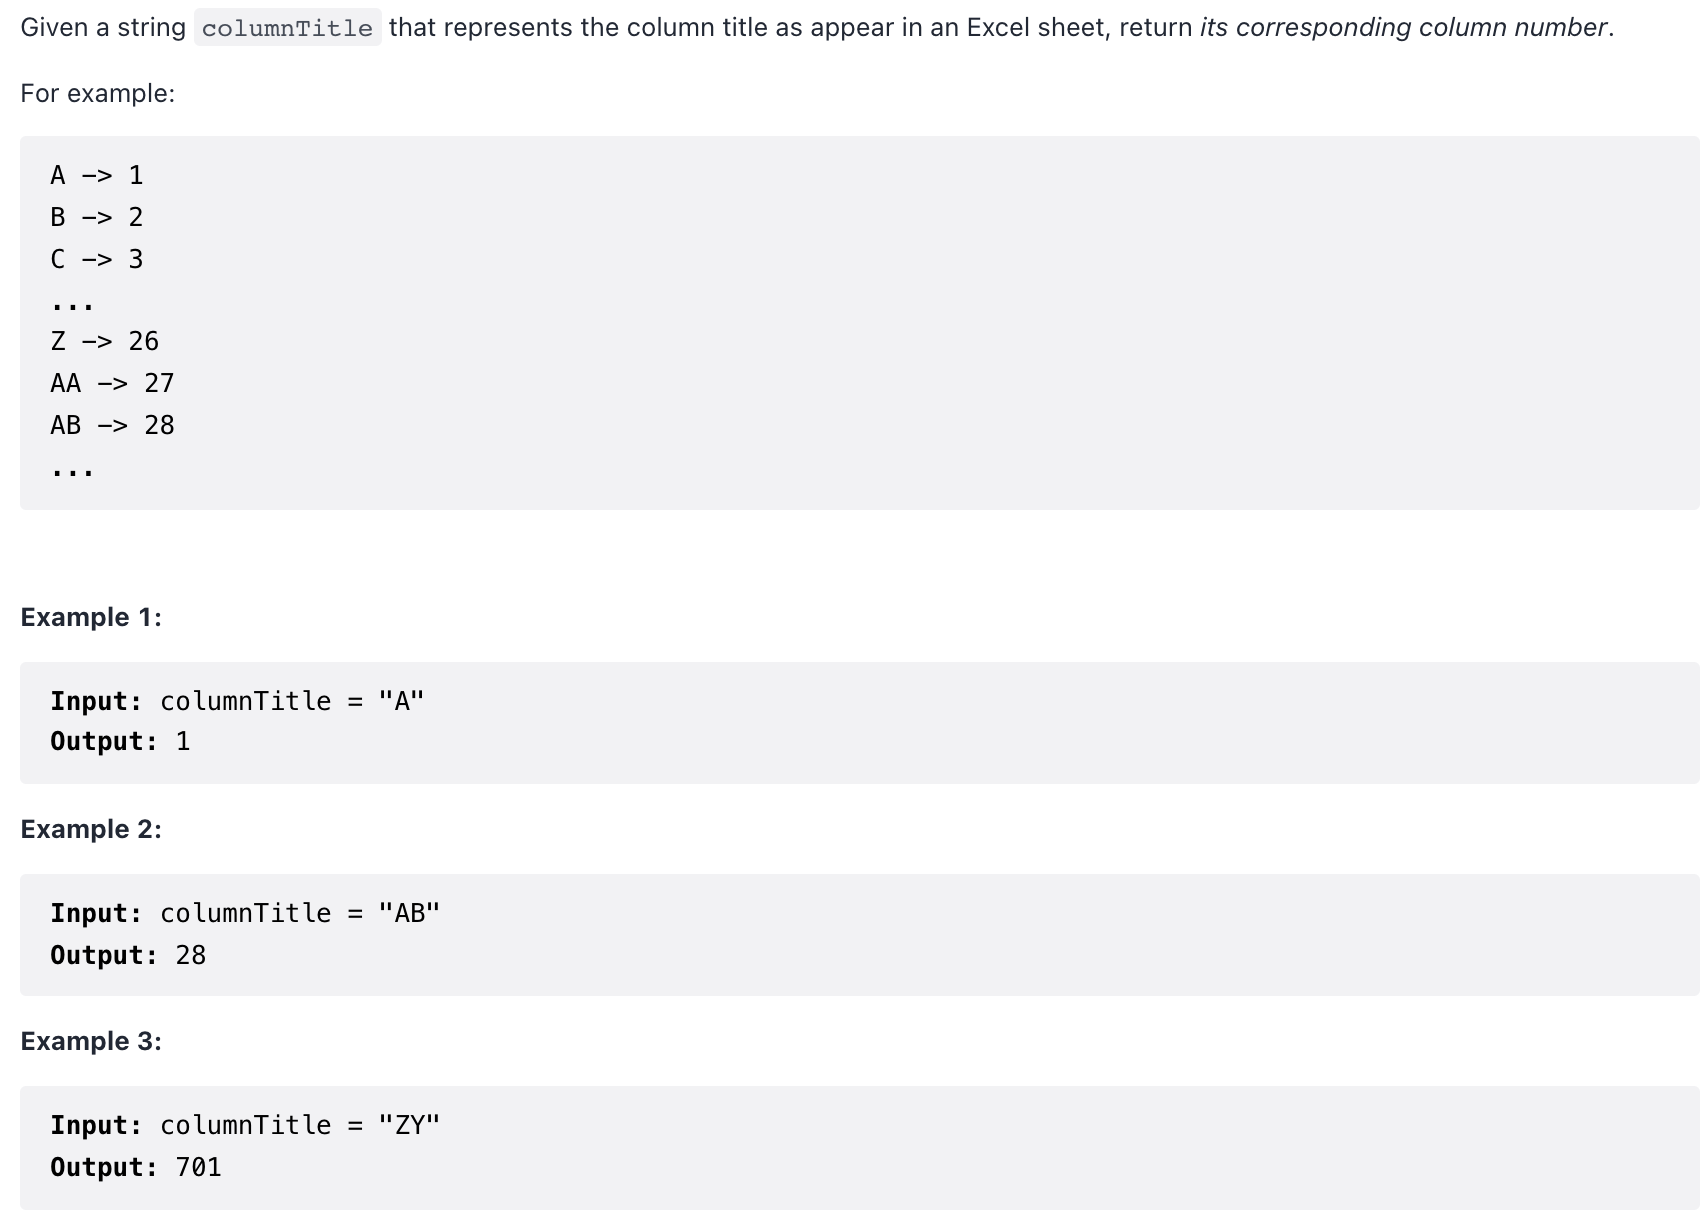 Given a string columnTitle that represents the column title as appear in an Excel sheet, return its corresponding column number.
For example:
A -> 1
B -> 2
C -> 3
...
Z -> 26
AA -> 27
AB -> 28
...
Example 1:
Input: columnTitle = "A"
Output: 1
Example 2:
Input: columnTitle = "AB"
Output: 28
Example 3:
Input: columnTitle = "ZY"
Output: 701